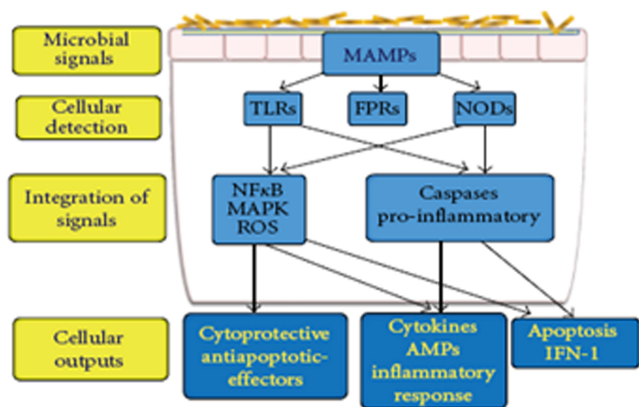 Microbial
signals
MAMPs
Cellular
detection
TLRs
FPRs
NODs
Integration of
signals
NFκB
MAPK
ROS
Caspases
pro-inflammatory
Cellular
outputs
Cytoprotective
antiapoptotic-
effectors
Cytokines
AMPs
inflammatory
response
Apoptosis
IFN-1